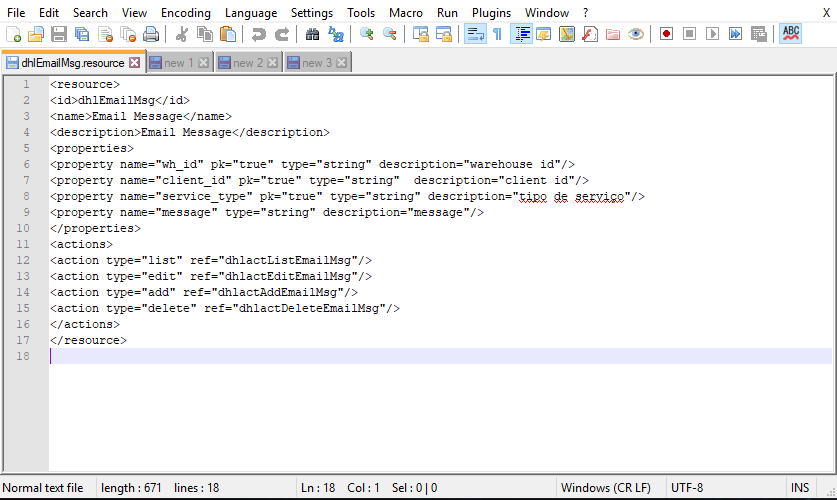 File Edit Search View Encoding Language Settings Tools Macro Run Plugins Window ? X
ABC
dhlEmailMsg.resource new 1 new 2 new 3
1 <resource>
2 <id>dhlEmailMsg</id>
3 <name>Email Message</name>
4 <description>Email Message</description>
5 <properties>
6 <property name="wh_id" pk="true" type="string" description="warehouse id"/>
7 <property name="client_id" pk="true" type="string"  description="client id"/>
8 <property name="service_type" pk="true" type="string" description="tipo de serviço"/>
9 <property name="message" type="string" description="message"/>
10 </properties>
11 <actions>
12 <action type="list" ref="dhlactListEmailMsg"/>
13 <action type="edit" ref="dhlactEditEmailMsg"/>
14 <action type="add" ref="dhlactAddEmailMsg"/>
15 <action type="delete" ref="dhlactDeleteEmailMsg"/>
16 </actions>
17 </resource>
18
Normal text file length : 671 lines : 18 Ln : 18 Col : 1 Sel : 0 | 0 Windows (CR LF) UTF-8 INS